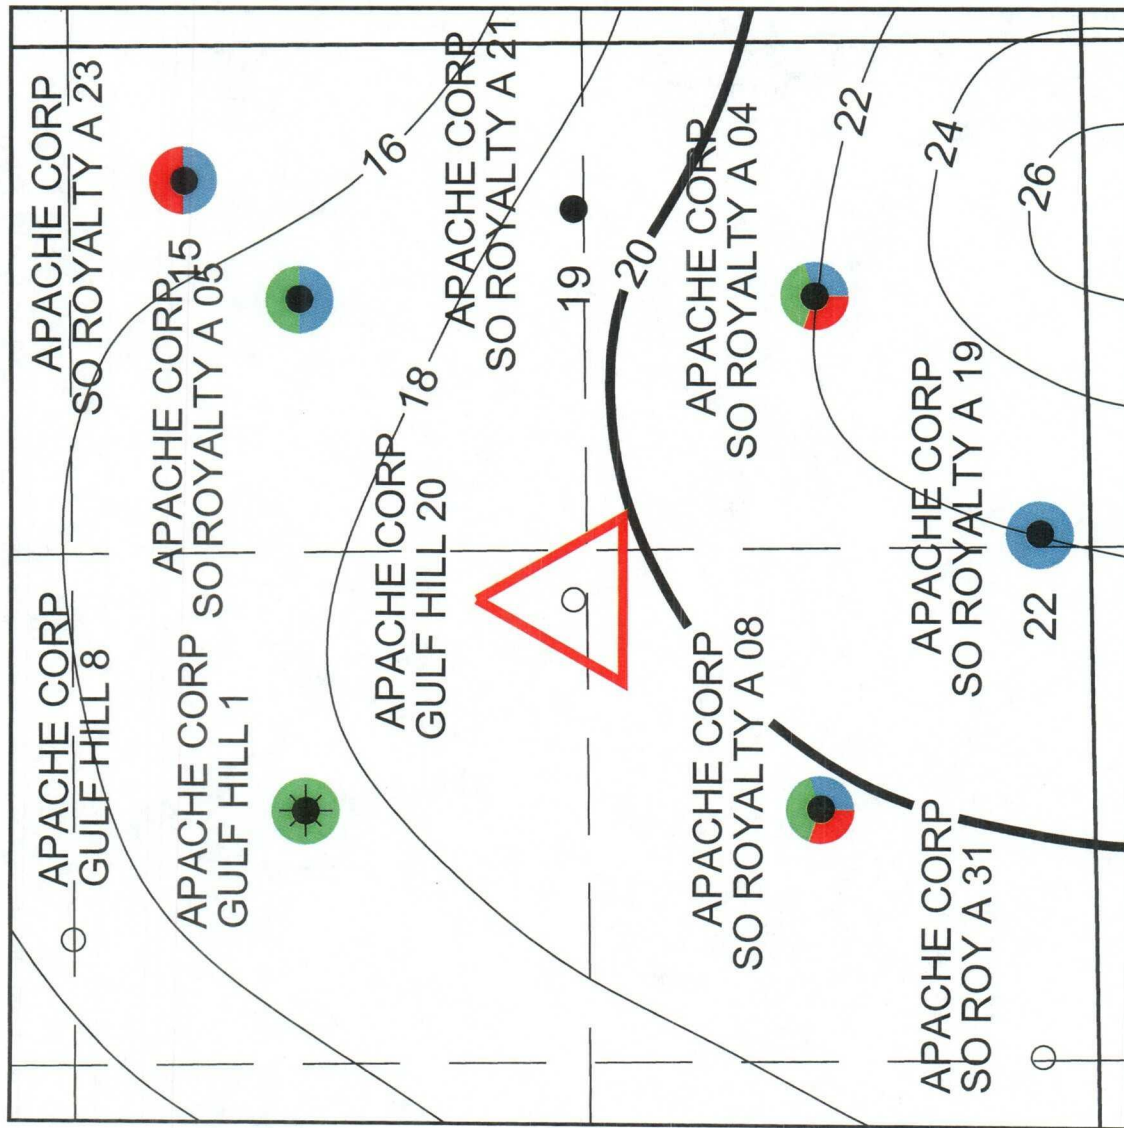 APACHE CORP
SO ROYALTY A 23
15
APACHE CORP
SO ROYALTY A 05
16
APACHE CORP
SO ROYALTY A 21
19
APACHE CORP
GULF HILL 8
APACHE CORP
GULF HILL 1
18
APACHE CORP
GULF HILL 20
20
APACHE CORP
SO ROYALTY A 04
22
24
26
APACHE CORP
SO ROYALTY A 08
APACHE CORP
SO ROYALTY A 19
22
APACHE CORP
SO ROY A 31